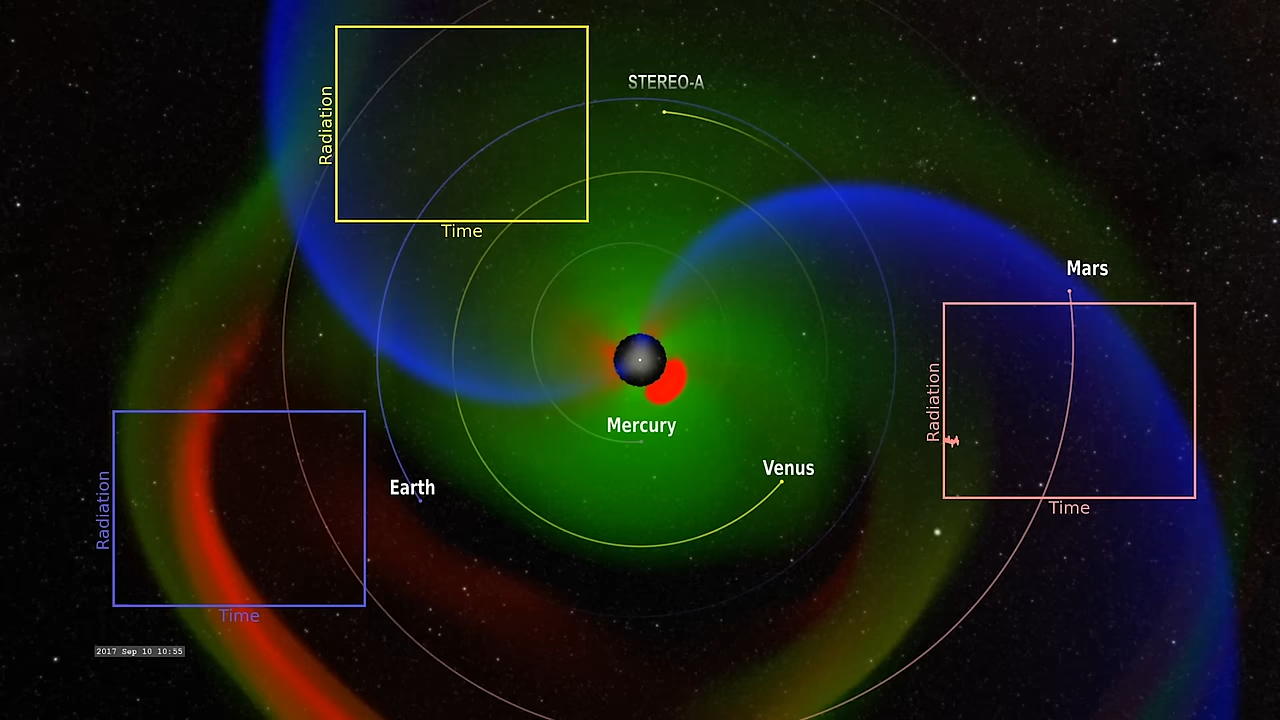 STEREO-A
Radiation
Time
Mars
Radiation
Time
Mercury
Venus
Earth
Radiation
Time
2017 Sep 10 10:55